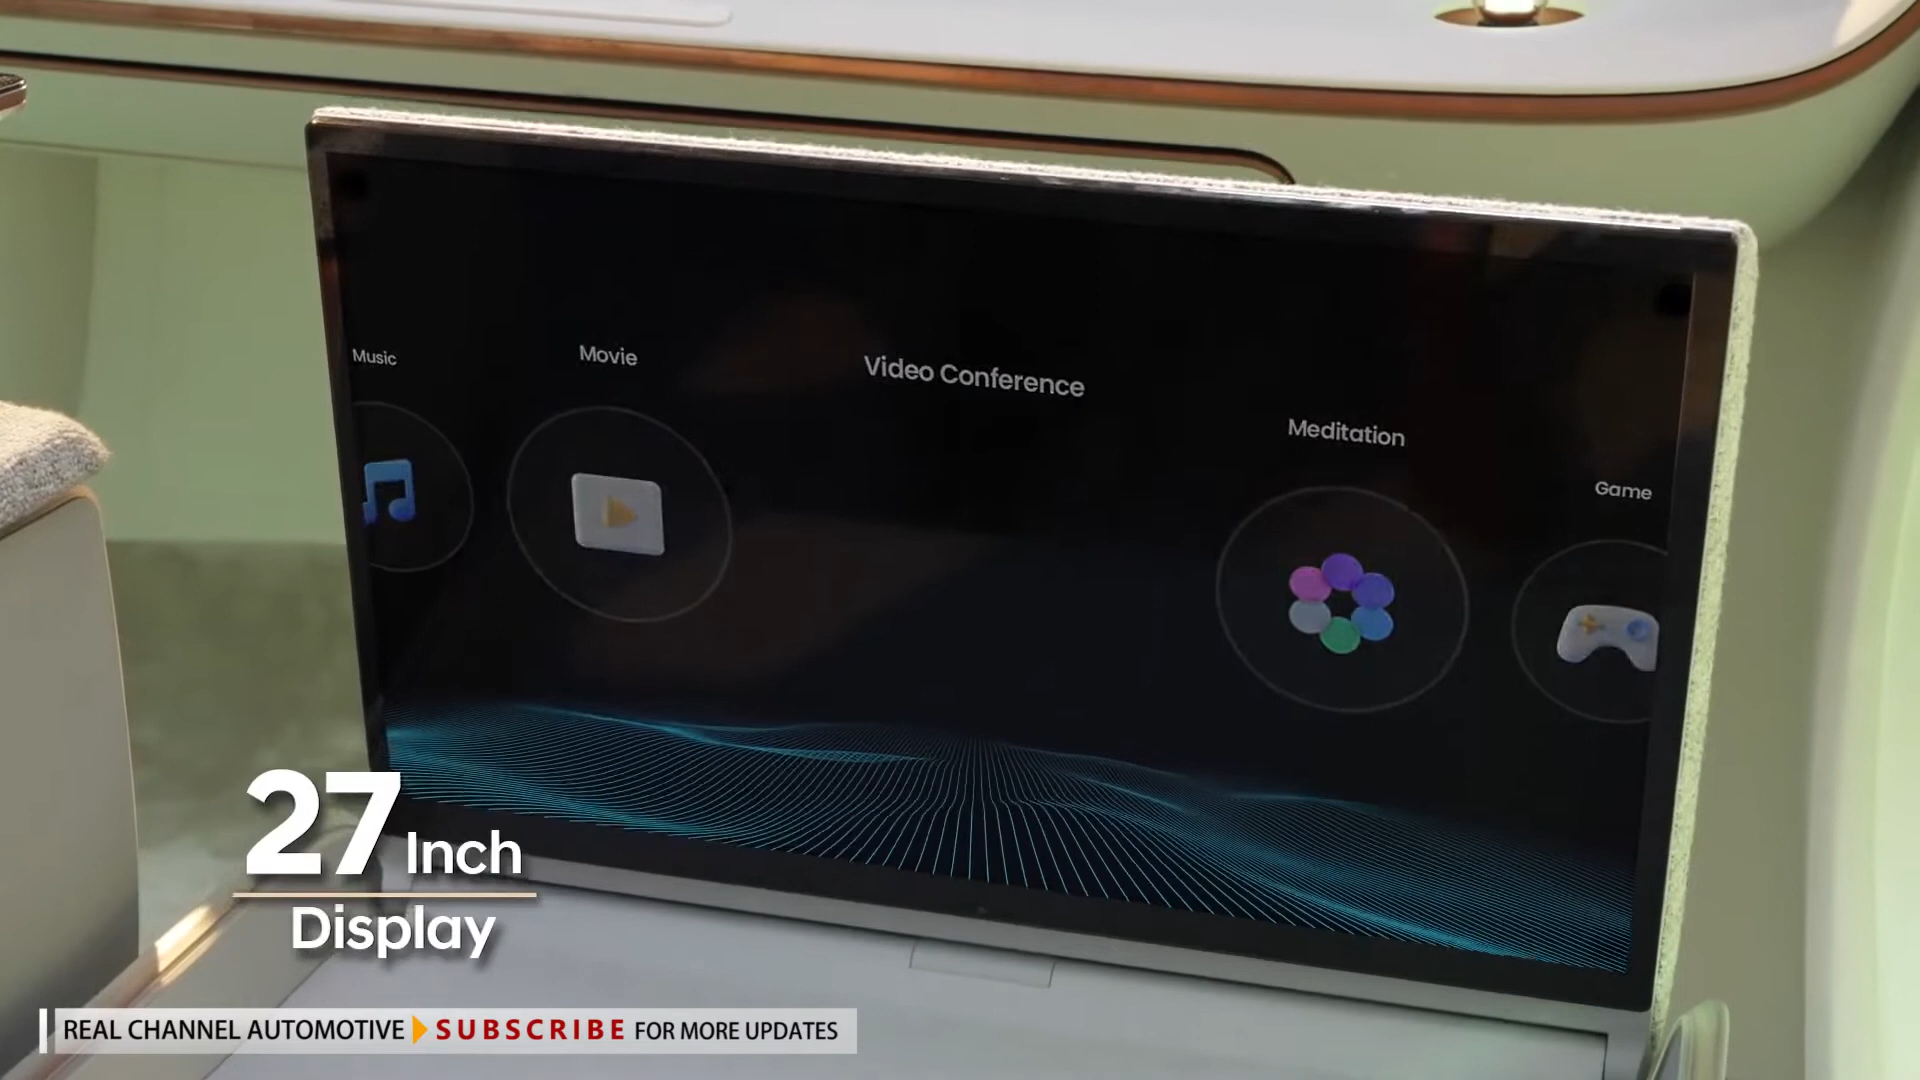 Music
Movie
Video Conference
Meditation
Game
27 Inch
Display
REAL CHANNEL AUTOMOTIVE SUBSCRIBE FOR MORE UPDATES